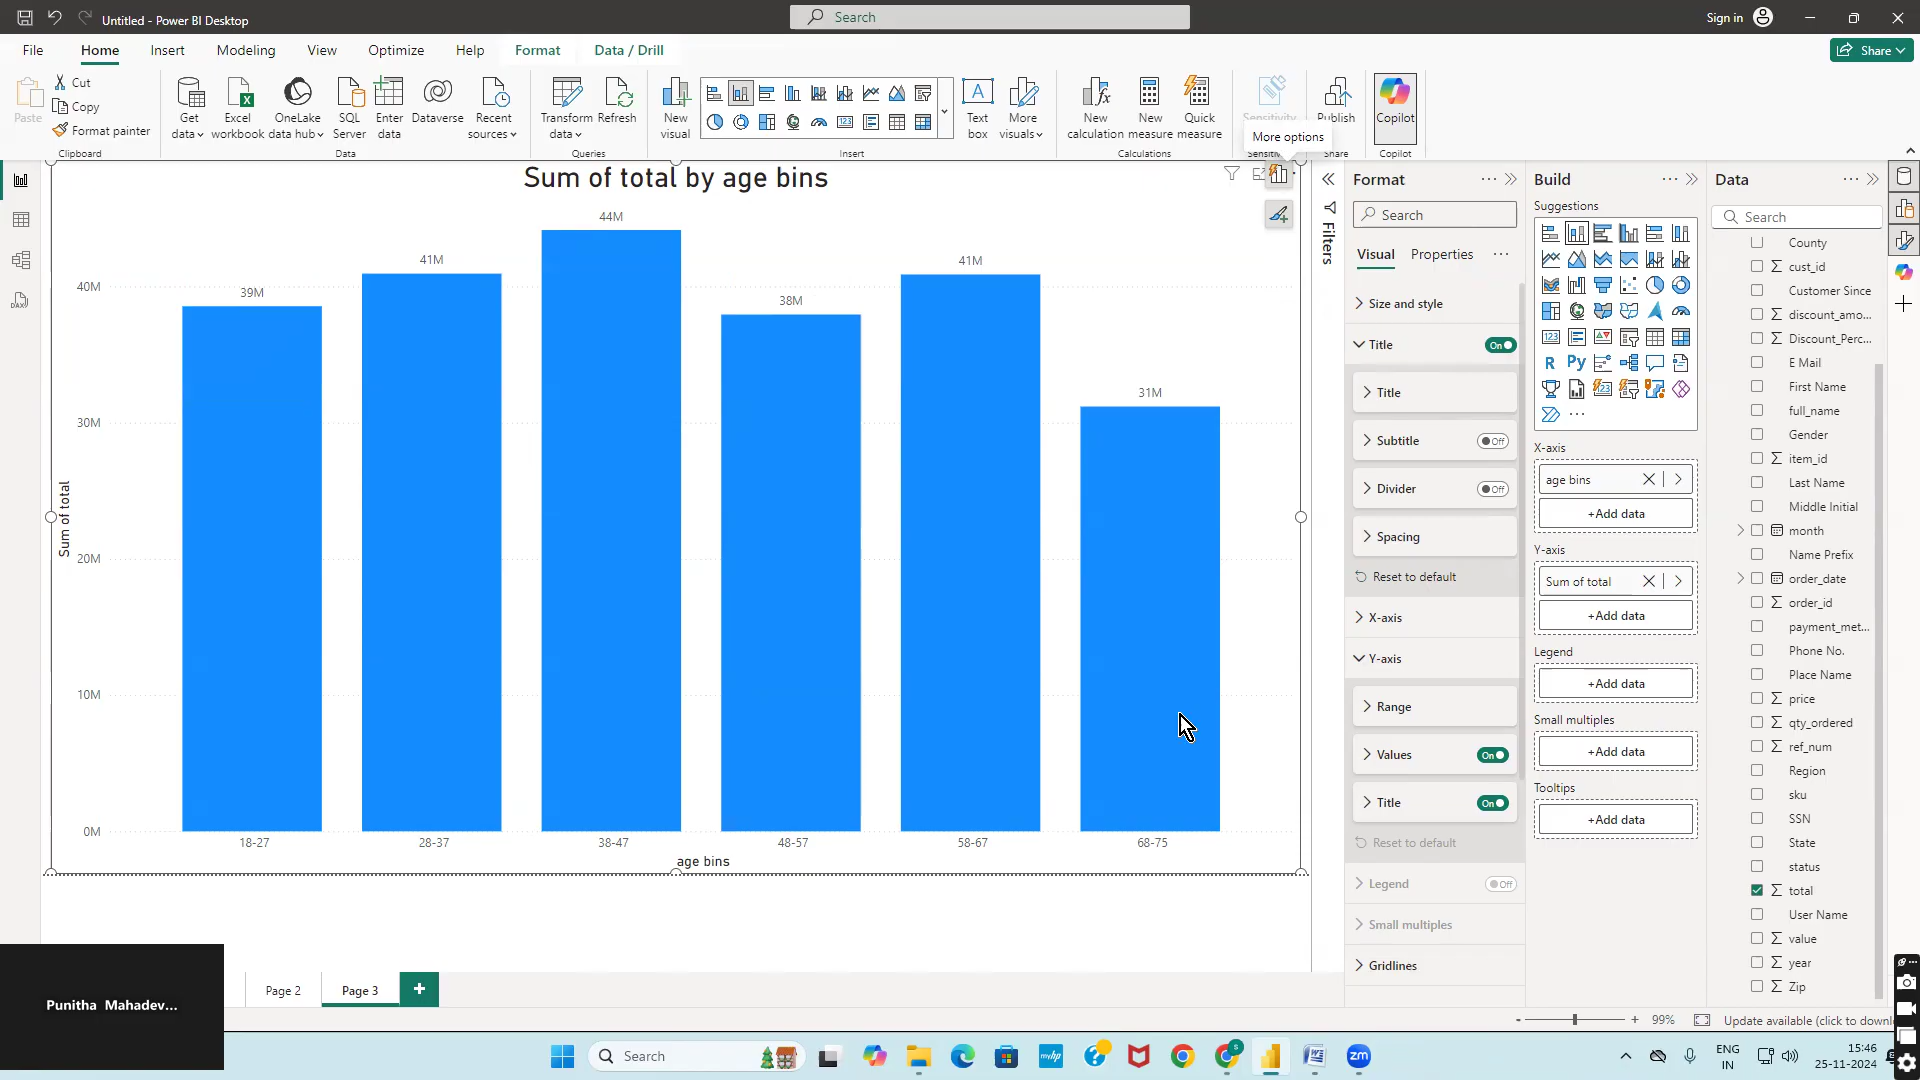 Untitled - Power BI Desktop
Search
Sign in
File
Home
Insert
Modeling
View
Optimize
Help
Format
Data / Drill
Share
Paste
Cut
Copy
Format painter
Clipboard
Get data
Excel workbook
OneLake data hub
SQL Server
Enter data
Dataverse
Recent sources
Data
Transform data
Refresh
Queries
New visual
Text box
More visuals
Insert
New calculation
New measure
Quick measure
Calculations
Sensitivity
More options
Publish
Share
Copilot
Copilot
Sum of total by age bins
44M
41M
39M
38M
41M
31M
40M
30M
20M
10M
0M
Sum of total
18-27
28-37
38-47
48-57
58-67
68-75
age bins
Filters
Format
Search
Visual
Properties
Size and style
Title
On
Title
Subtitle
Off
Divider
Off
Spacing
Reset to default
X-axis
Y-axis
Range
Values
On
Title
On
Reset to default
Legend
Off
Small multiples
Gridlines
Build
Suggestions
123
R
Py
X-axis
age bins
+Add data
Y-axis
Sum of total
+Add data
Legend
+Add data
Small multiples
+Add data
Tooltips
+Add data
Data
Search
County
cust_id
Customer Since
discount_amo...
Discount_Perc...
E Mail
First Name
full_name
Gender
item_id
Last Name
Middle Initial
month
Name Prefix
order_date
order_id
payment_met...
Phone No.
Place Name
price
qty_ordered
ref_num
Region
sku
SSN
State
status
total
User Name
value
year
Zip
Page 2
Page 3
Punitha Mahadev...
99%
Update available (click to downl
Search
ENG
IN
15:46
25-11-2024